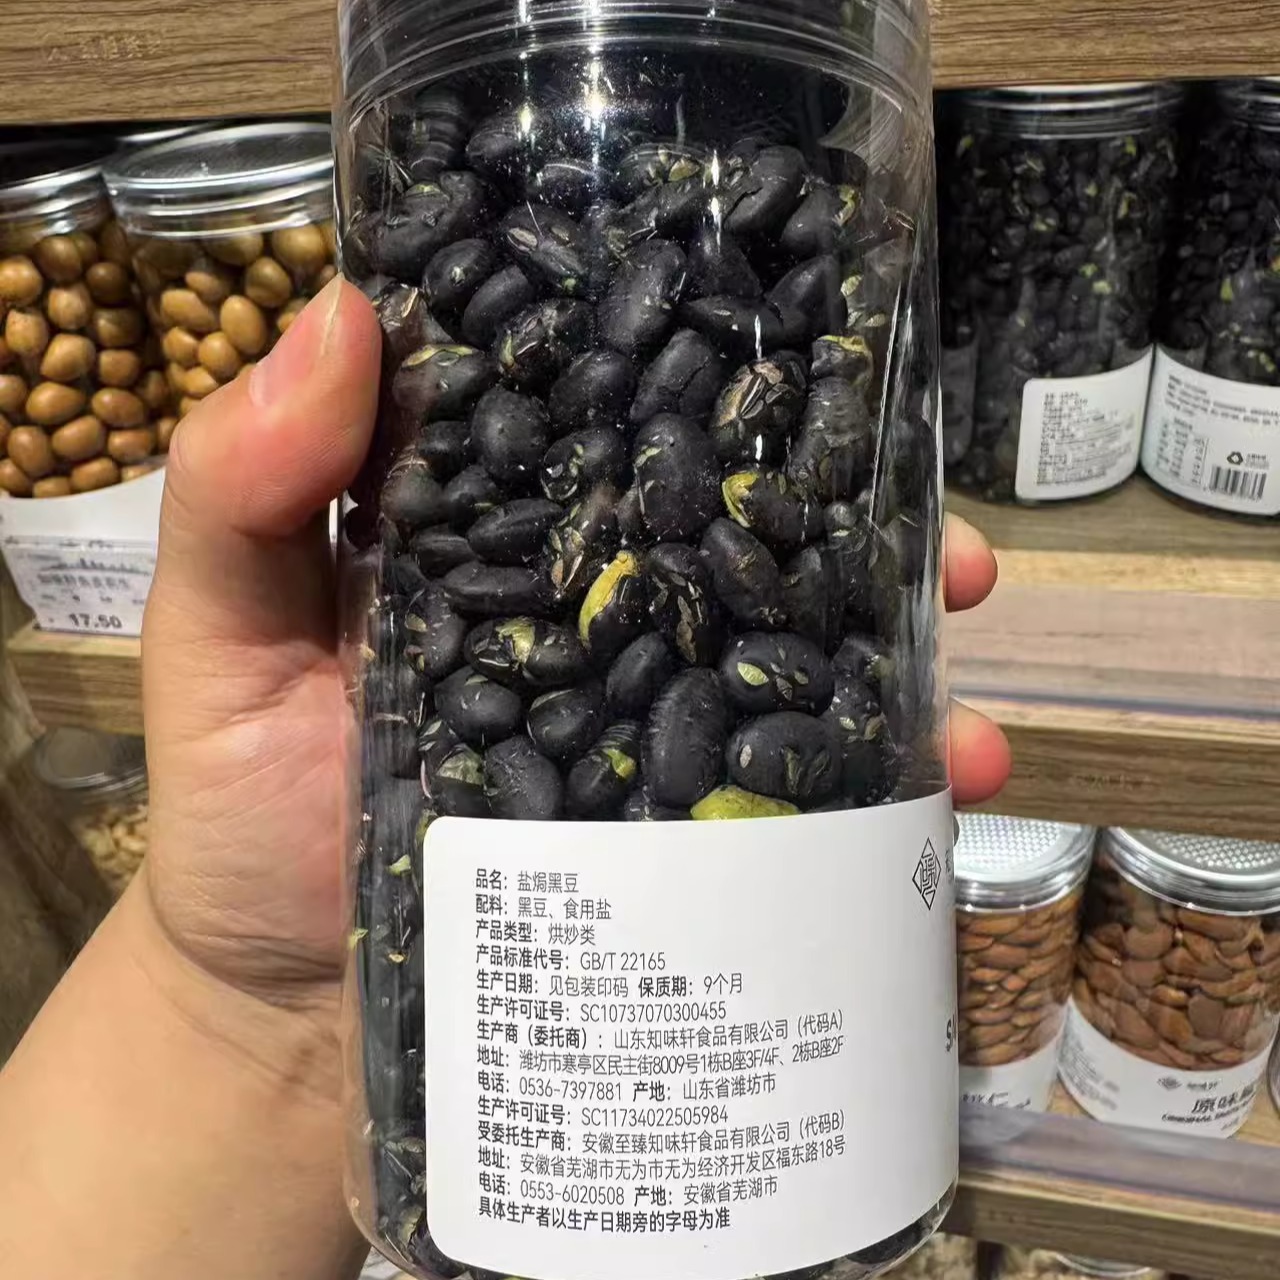 品名：盐焗黑豆
配料：黑豆、食用盐
产品类型：烘炒类
产品标准代号：GB/T 22165
生产日期：见包装印码 保质期：9个月
生产许可证号：SC10737070300455
生产商（委托商）：山东知味轩食品有限公司（代码A）
地址：潍坊市寒亭区民主街8009号1栋B座3F/4F、2栋B座2F
电话：0536-7397881 产地：山东省潍坊市
生产许可证号：SC11734022505984
受委托生产商：安徽至臻知味轩食品有限公司（代码B）
地址：安徽省芜湖市无为市无为经济开发区福东路18号
电话：0553-6020508 产地：安徽省芜湖市
具体生产者以生产日期旁的字母为准
17.50
原味